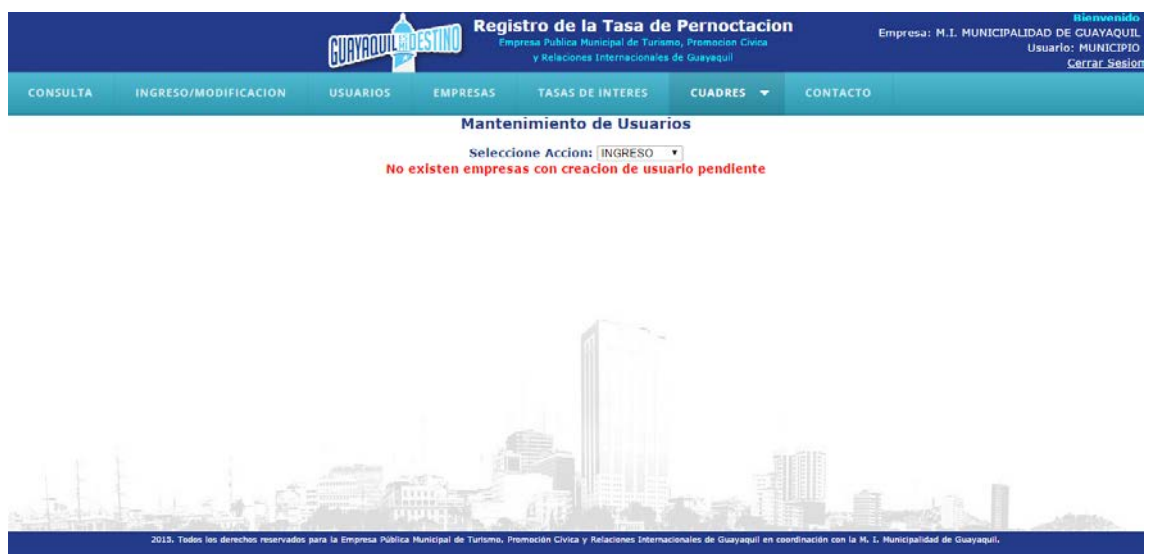 GUAYAQUIL
DESTINO
Registro de la Tasa de Pernoctacion
Empresa Publica Municipal de Turismo, Promocion Civica
y Relaciones Internacionales de Guayaquil
Bienvenido
Empresa: M.I. MUNICIPALIDAD DE GUAYAQUIL
Usuario: MUNICIPIO
Cerrar Sesion
CONSULTA INGRESO/MODIFICACION USUARIOS EMPRESAS TASAS DE INTERES CUADRES CONTACTO
Mantenimiento de Usuarios
Seleccione Accion: INGRESO
No existen empresas con creacion de usuario pendiente
2015. Todos los derechos reservados para la Empresa Pública Municipal de Turismo, Promoción Cívica y Relaciones Internacionales de Guayaquil en coordinación con la M. I. Municipalidad de Guayaquil.